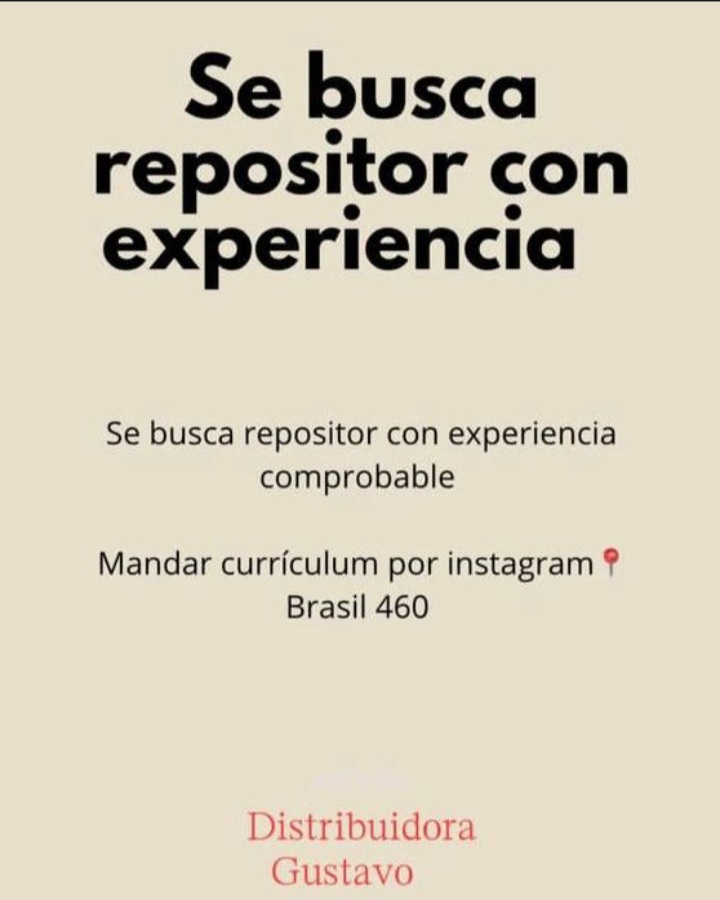 Se busca
repositor con
experiencia
Se busca repositor con experiencia
comprobable
Mandar currículum por instagram📍
Brasil 460
Distribuidora
Gustavo